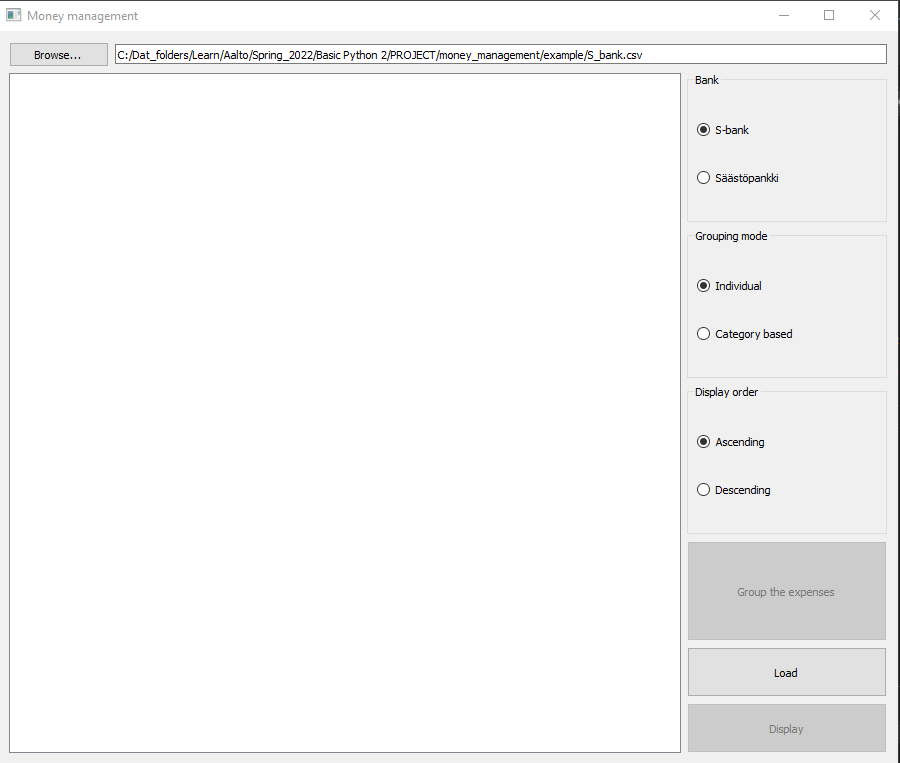 Money management
Browse...
C:/Dat_folders/Learn/Aalto/Spring_2022/Basic Python 2/PROJECT/money_management/example/S_bank.csv
Bank
S-bank
Säästöpankki
Grouping mode
Individual
Category based
Display order
Ascending
Descending
Group the expenses
Load
Display